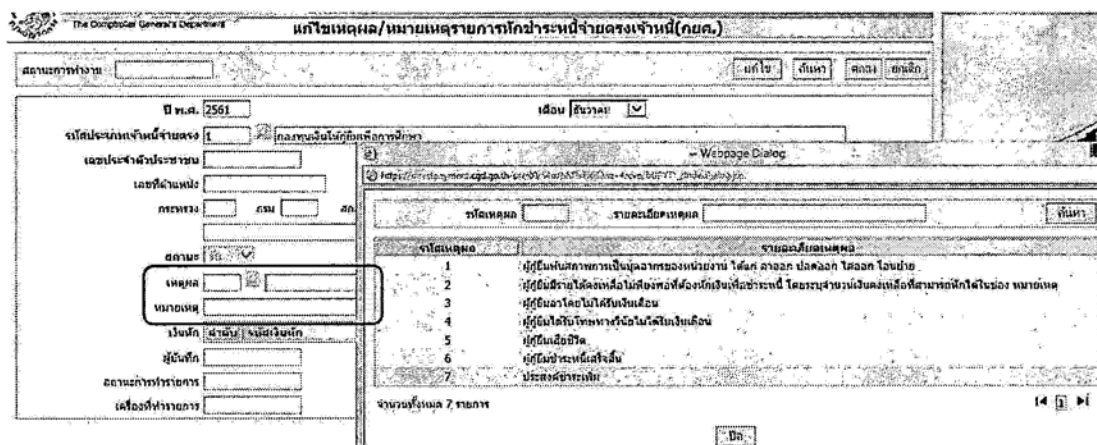 The Comptroller General's Department
แก้ไขเหตุผล/หมายเหตุรายการหักชำระหนี้จ่ายตรงเจ้าหนี้(กยศ.)
สถานะการทำงาน
แก้ไข ค้นหา ตกลง ยกเลิก
ปี พ.ศ. 2561 เดือน ธันวาคม
รหัสประเภทเจ้าหนี้จ่ายตรง 1 กองทุนเงินให้กู้ยืมเพื่อการศึกษา
เลขประจำตัวประชาชน
เลขที่ตำแหน่ง
กระทรวง กรม
สถานะ
เหตุผล
หมายเหตุ
เงินหัก ลำดับ รหัสเงินหัก
ผู้บันทึก
สถานะการทำรายการ
เครื่องที่ทำรายการ
-- Webpage Dialog
รหัสเหตุผล รายละเอียดเหตุผล ค้นหา
รหัสเหตุผล รายละเอียดเหตุผล
1 ผู้กู้ยืมพ้นสภาพการเป็นบุคลากรของหน่วยงาน ได้แก่ ลาออก ปลดออก ไล่ออก โอนย้าย
2 ผู้กู้ยืมมีรายได้คงเหลือไม่เพียงพอที่ต้องหักเงินเพื่อชำระหนี้ โดยระบุจำนวนเงินคงเหลือที่สามารถหักได้ในช่อง หมายเหตุ
3 ผู้กู้ยืมลาโดยไม่ได้รับเงินเดือน
4 ผู้กู้ยืมได้รับโทษทางวินัยไม่ได้รับเงินเดือน
5 ผู้กู้ยืมเสียชีวิต
6 ผู้กู้ยืมชำระหนี้เสร็จสิ้น
7 ประสงค์ชำระเพิ่ม
จำนวนทั้งหมด 7 รายการ 1
ปิด